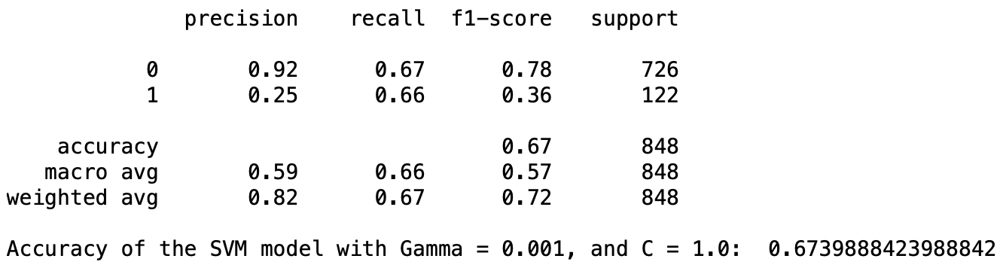 precision recall f1-score support
0 0.92 0.67 0.78 726
1 0.25 0.66 0.36 122
accuracy 0.67 848
macro avg 0.59 0.66 0.57 848
weighted avg 0.82 0.67 0.72 848
Accuracy of the SVM model with Gamma = 0.001, and C = 1.0: 0.6739888423988842